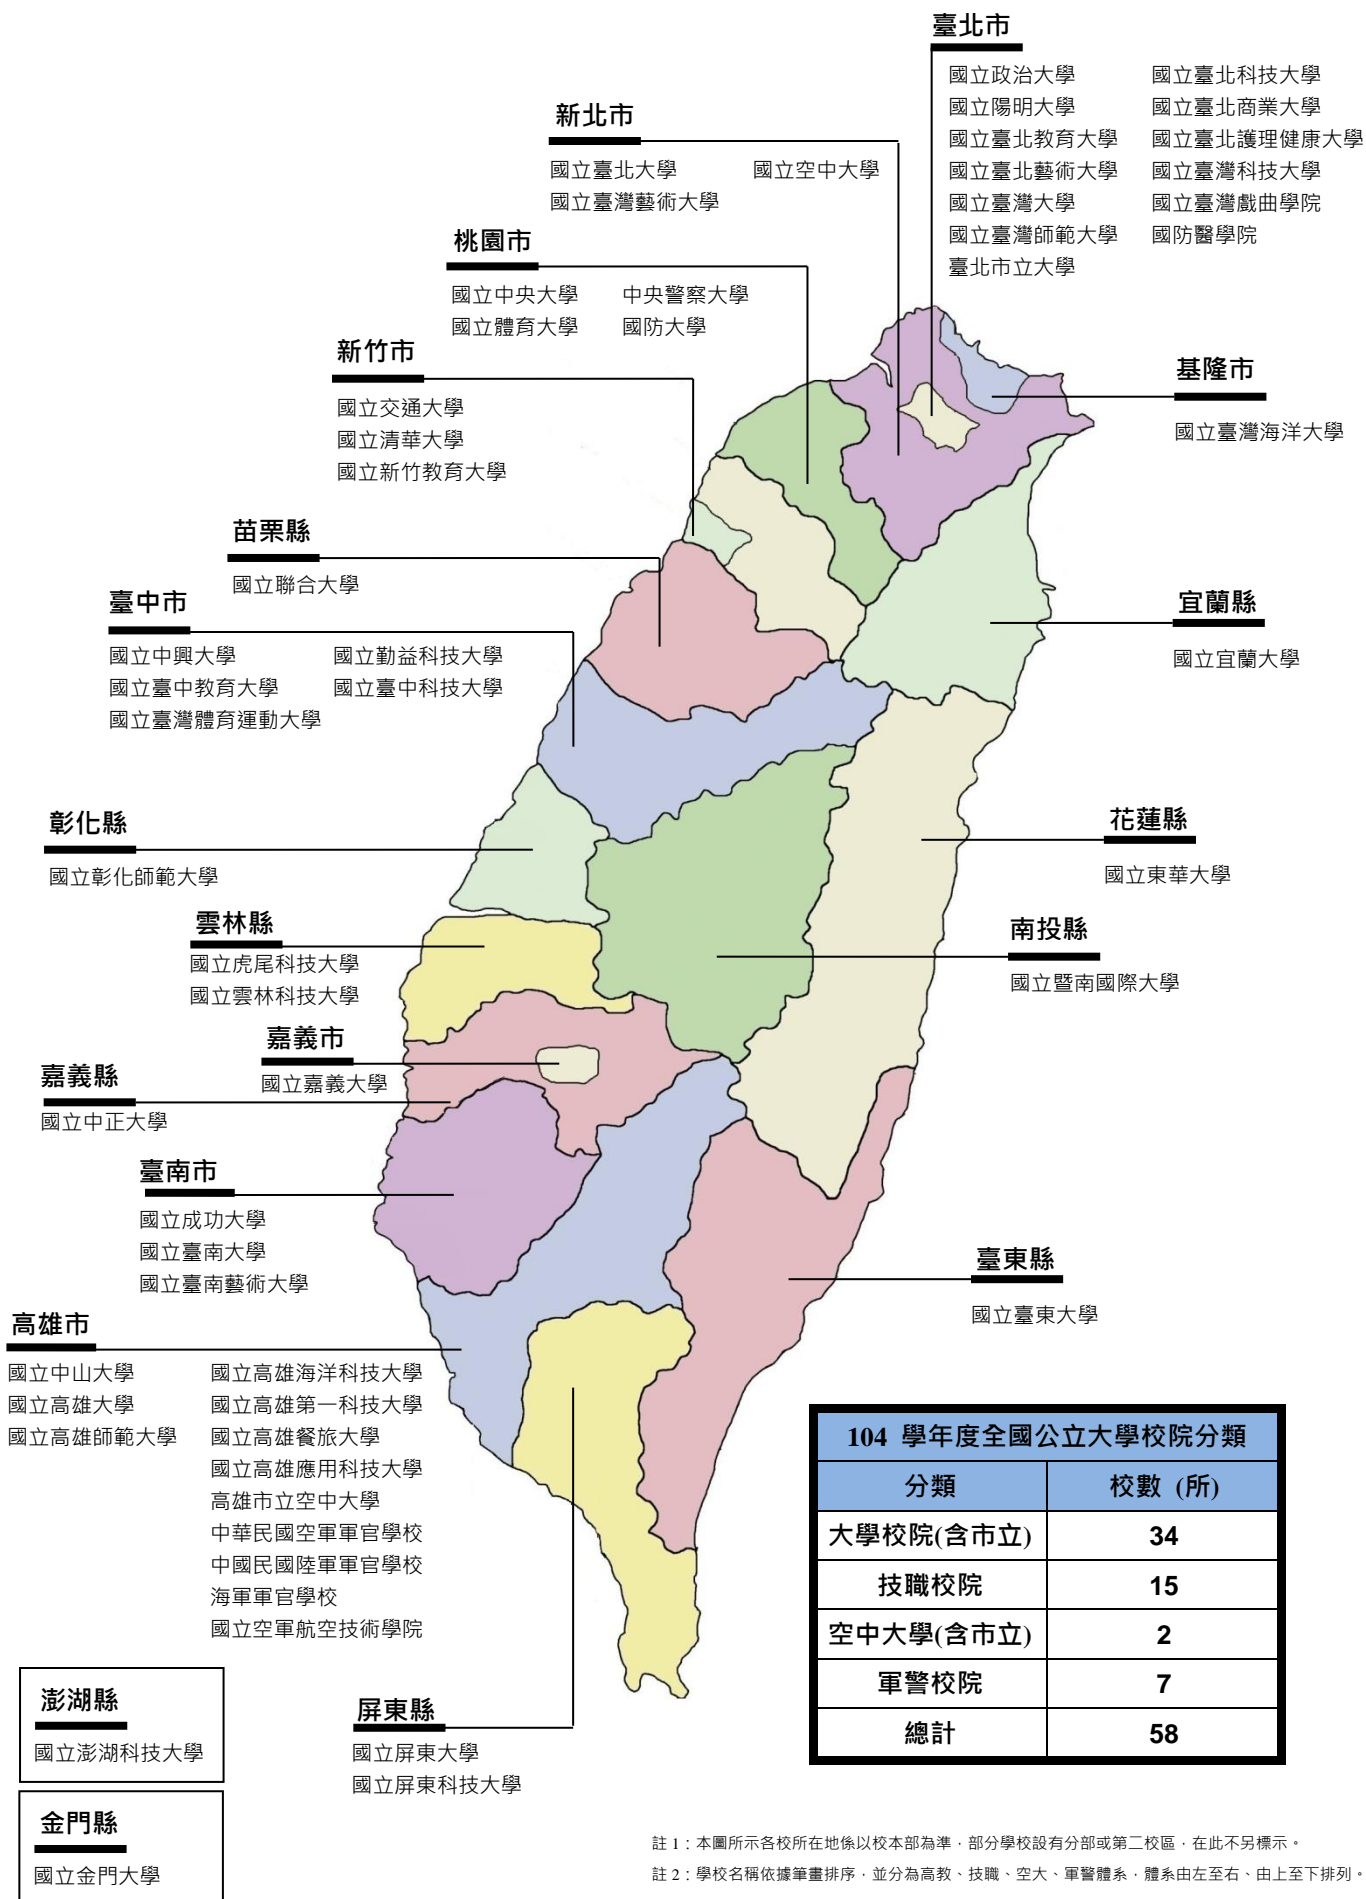 臺北市
國立政治大學 國立臺北科技大學
國立陽明大學 國立臺北商業大學
國立臺北教育大學 國立臺北護理健康大學
國立臺北藝術大學 國立臺灣科技大學
國立臺灣大學 國立臺灣戲曲學院
國立臺灣師範大學 國防醫學院
臺北市立大學
新北市
國立臺北大學 國立空中大學
國立臺灣藝術大學
桃園市
國立中央大學 中央警察大學
國立體育大學 國防大學
新竹市
國立交通大學
國立清華大學
國立新竹教育大學
基隆市
國立臺灣海洋大學
苗栗縣
國立聯合大學
臺中市
國立中興大學 國立勤益科技大學
國立臺中教育大學 國立臺中科技大學
國立臺灣體育運動大學
宜蘭縣
國立宜蘭大學
彰化縣
國立彰化師範大學
花蓮縣
國立東華大學
雲林縣
國立虎尾科技大學
國立雲林科技大學
南投縣
國立暨南國際大學
嘉義市
國立嘉義大學
嘉義縣
國立中正大學
臺南市
國立成功大學
國立臺南大學
國立臺南藝術大學
臺東縣
國立臺東大學
高雄市
國立中山大學 國立高雄海洋科技大學
國立高雄大學 國立高雄第一科技大學
國立高雄師範大學 國立高雄餐旅大學
國立高雄應用科技大學
高雄市立空中大學
中華民國空軍軍官學校
中國民國陸軍軍官學校
海軍軍官學校
國立空軍航空技術學院
104 學年度全國公立大學校院分類
分類 校數 (所)
大學校院(含市立) 34
技職校院 15
空中大學(含市立) 2
軍警校院 7
總計 58
澎湖縣
國立澎湖科技大學
屏東縣
國立屏東大學
國立屏東科技大學
金門縣
國立金門大學
註 1：本圖所示各校所在地係以校本部為準，部分學校設有分部或第二校區，在此不另標示。
註 2：學校名稱依據筆畫排序，並分為高教、技職、空大、軍警體系，體系由左至右、由上至下排列。